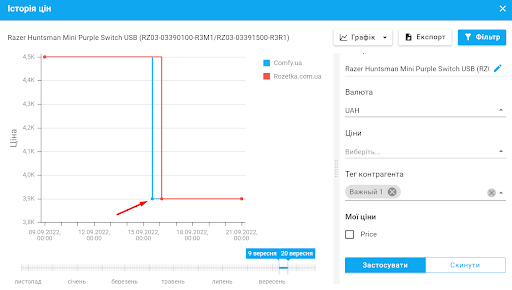 Історія цін
Razer Huntsman Mini Purple Switch USB (RZ03-03390100-R3M1/RZ03-03391500-R3R1)
Графік
Експорт
Фільтр
4,5K
4,4K
4,2K
4,1K
4,0K
3,9K
3,8K
Ціна
09.09.2022, 00:00
12.09.2022, 00:00
15.09.2022, 00:00
18.09.2022, 00:00
21.09.2022, 00:00
Comfy.ua
Rozetka.com.ua
9 вересня
20 вересня
листопад
січень
березень
травень
липень
вересень
Razer Huntsman Mini Purple Switch USB (RZ
Валюта
UAH
Ціни
Виберіть...
Тег контрагента
Важный 1
Мої ціни
Price
Застосувати
Скинути